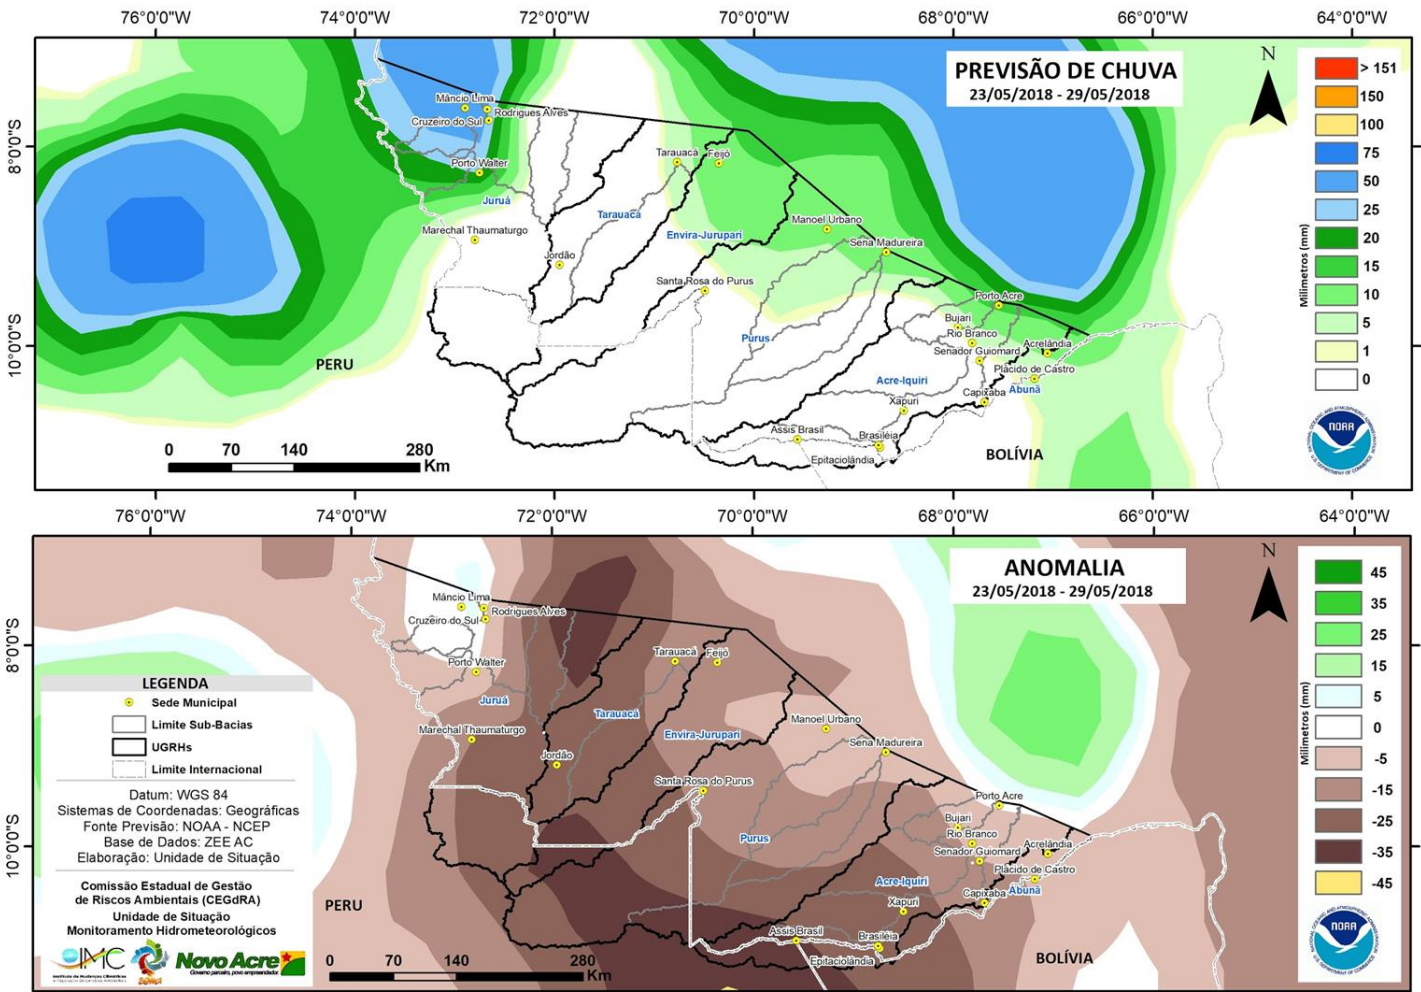 76°0'0"W 74°0'0"W 72°0'0"W 70°0'0"W 68°0'0"W 66°0'0"W 64°0'0"W
PREVISÃO DE CHUVA
23/05/2018 - 29/05/2018
N
8°0'0"S
10°0'0"S
Mâncio Lima
Rodrigues Alves
Cruzeiro do Sul
Porto Walter
Juruá
Marechal Thaumaturgo
Jordão
Tarauacá
Feijó
Tarauacá
Envira-Jurupari
Manoel Urbano
Sena Madureira
Santa Rosa do Purus
Purus
Porto Acre
Bujari
Rio Branco
Senador Guiomard
Acrelândia
Plácido de Castro
Acre-Iquiri
Abunã
Capixaba
Xapuri
Assis Brasil
Brasiléia
Epitaciolândia
PERU
BOLÍVIA
0 70 140 280
Km
Milímetros (mm)
> 151
150
100
75
50
25
20
15
10
5
1
0
NOAA
76°0'0"W 74°0'0"W 72°0'0"W 70°0'0"W 68°0'0"W 66°0'0"W 64°0'0"W
ANOMALIA
23/05/2018 - 29/05/2018
N
8°0'0"S
10°0'0"S
Mâncio Lima
Rodrigues Alves
Cruzeiro do Sul
Porto Walter
Juruá
Marechal Thaumaturgo
Jordão
Tarauacá
Feijó
Tarauacá
Envira-Jurupari
Manoel Urbano
Sena Madureira
Santa Rosa do Purus
Purus
Porto Acre
Bujari
Rio Branco
Senador Guiomard
Acrelândia
Plácido de Castro
Acre-Iquiri
Abunã
Capixaba
Xapuri
Assis Brasil
Brasiléia
Epitaciolândia
PERU
BOLÍVIA
0 70 140 280
Km
Milímetros (mm)
45
35
25
15
5
0
-5
-15
-25
-35
-45
NOAA
LEGENDA
Sede Municipal
Limite Sub-Bacias
UGRHs
Limite Internacional
Datum: WGS 84
Sistemas de Coordenadas: Geográficas
Fonte Previsão: NOAA - NCEP
Base de Dados: ZEE AC
Elaboração: Unidade de Situação
Comissão Estadual de Gestão
de Riscos Ambientais (CEGdRA)
Unidade de Situação
Monitoramento Hidrometeorológicos
IMC
Novo Acre
Governo parceiro, povo empreendedor.